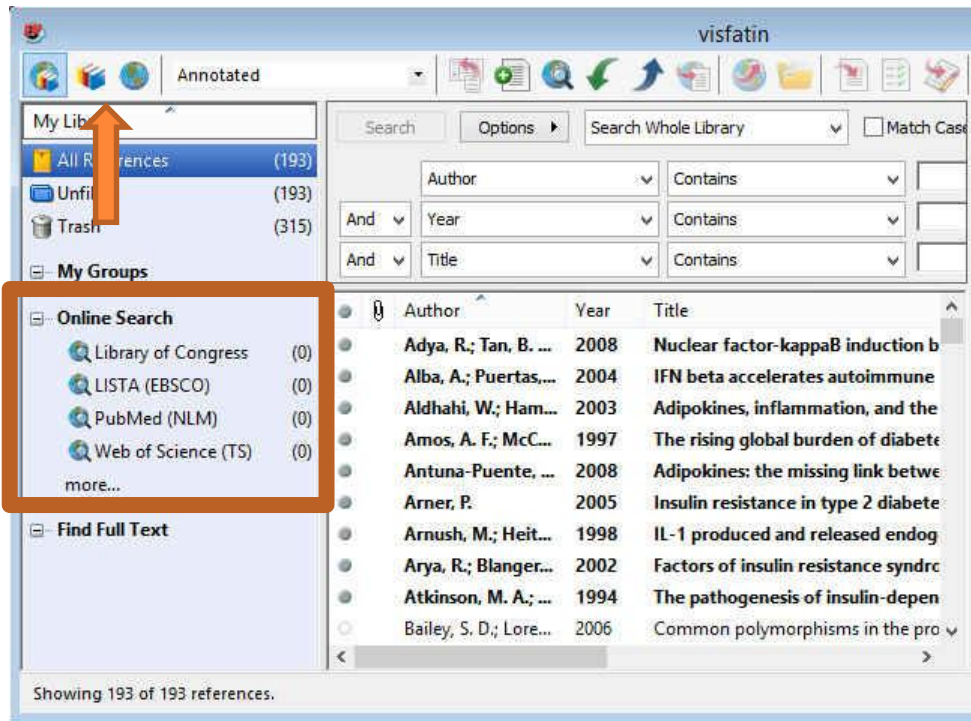 visfatin
Annotated
My Lib
Search Options Search Whole Library Match Case
All References (193)
Author Contains
Unfil (193)
And Year Contains
Trash (315)
And Title Contains
My Groups
Online Search
Library of Congress (0)
LISTA (EBSCO) (0)
PubMed (NLM) (0)
Web of Science (TS) (0)
more...
Find Full Text
Author Year Title
Adya, R.; Tan, B. ... 2008 Nuclear factor-kappaB induction b
Alba, A.; Puertas,... 2004 IFN beta accelerates autoimmune
Aldhahi, W.; Ham... 2003 Adipokines, inflammation, and the
Amos, A. F.; McC... 1997 The rising global burden of diabete
Antuna-Puente, ... 2008 Adipokines: the missing link betwe
Arner, P. 2005 Insulin resistance in type 2 diabete
Arnush, M.; Heit... 1998 IL-1 produced and released endog
Arya, R.; Blanger... 2002 Factors of insulin resistance syndro
Atkinson, M. A.; ... 1994 The pathogenesis of insulin-depen
Bailey, S. D.; Lore... 2006 Common polymorphisms in the pro
Showing 193 of 193 references.